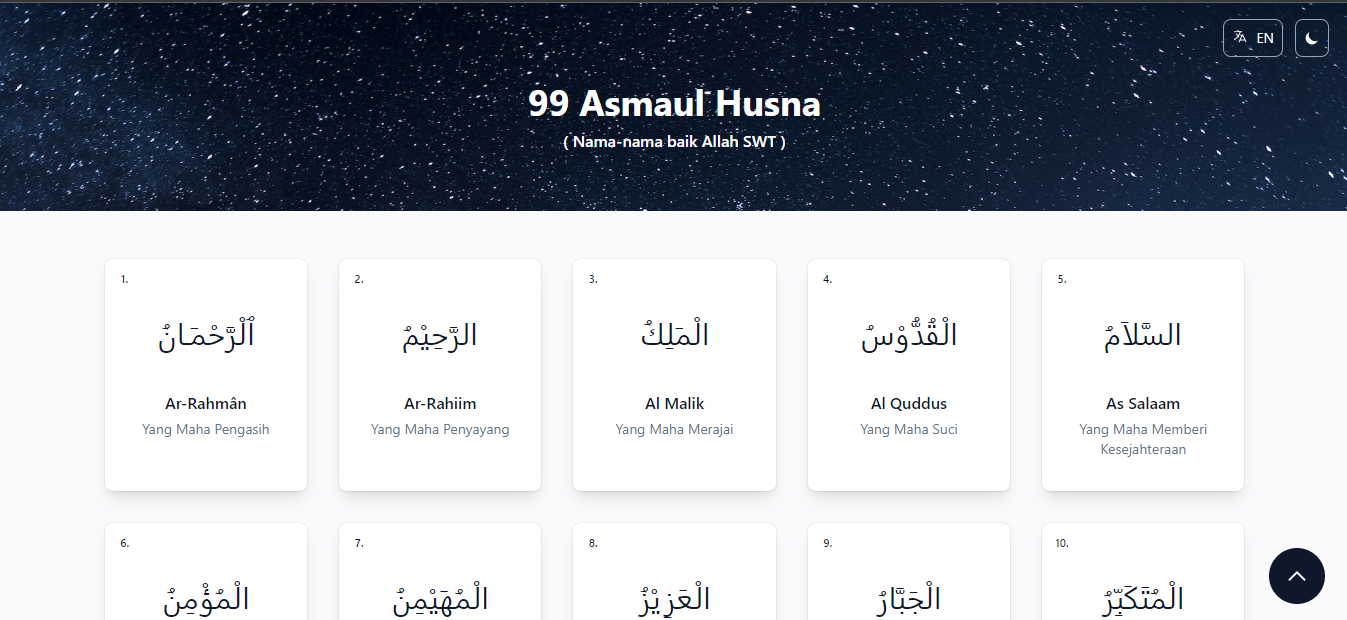 EN
99 Asmaul Husna
( Nama-nama baik Allah SWT )
1.
ٱلْرَّحْمَـانُ
Ar-Rahmân
Yang Maha Pengasih
2.
الرَّحِيْمُ
Ar-Rahiim
Yang Maha Penyayang
3.
الْمَلِكُ
Al Malik
Yang Maha Merajai
4.
الْقُدُّوْسُ
Al Quddus
Yang Maha Suci
5.
السَّلاَمُ
As Salaam
Yang Maha Memberi
Kesejahteraan
6.
الْمُؤْمِنُ
7.
الْمُهَيْمِنُ
8.
الْعَزِيْزُ
9.
الْجَبَّارُ
10.
الْمُتَكَبِّرُ